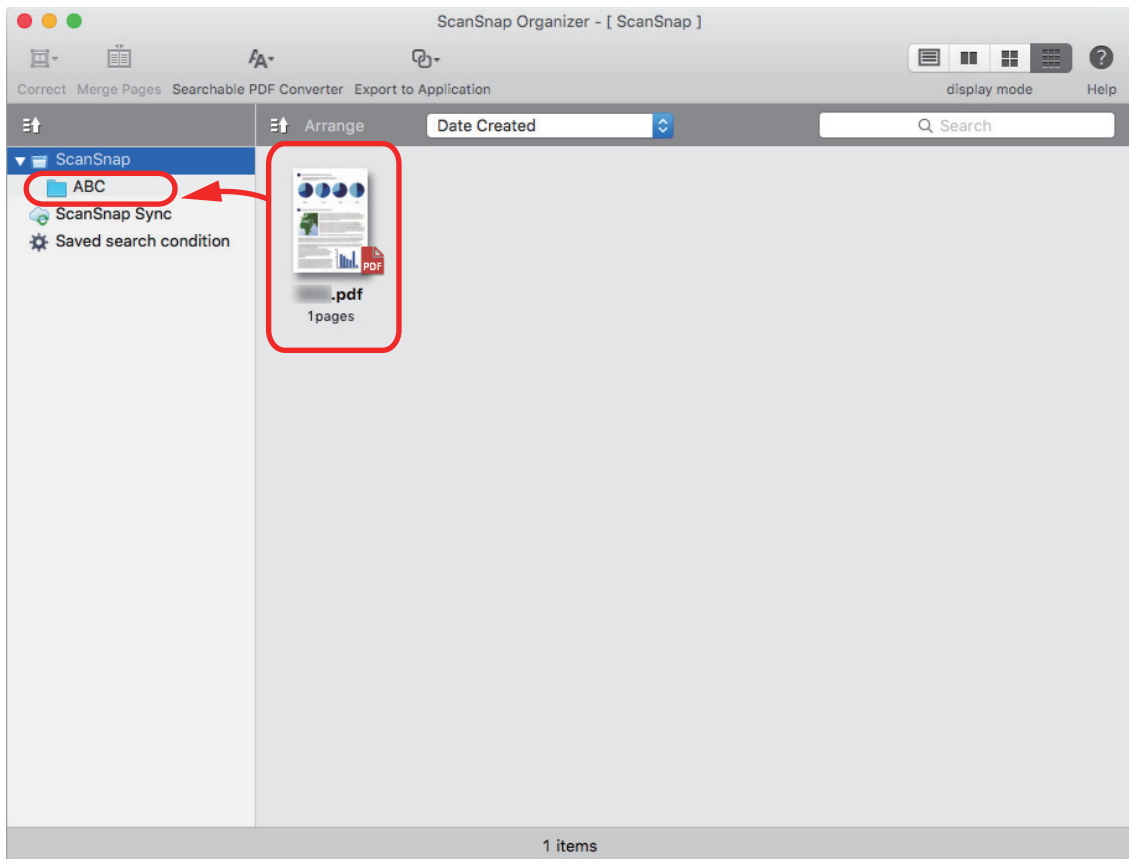 ScanSnap Organizer - [ ScanSnap ]
Correct Merge Pages Searchable PDF Converter Export to Application display mode Help
Arrange Date Created Search
ScanSnap
ABC
ScanSnap Sync
Saved search condition
PDF
.pdf
1pages
1 items